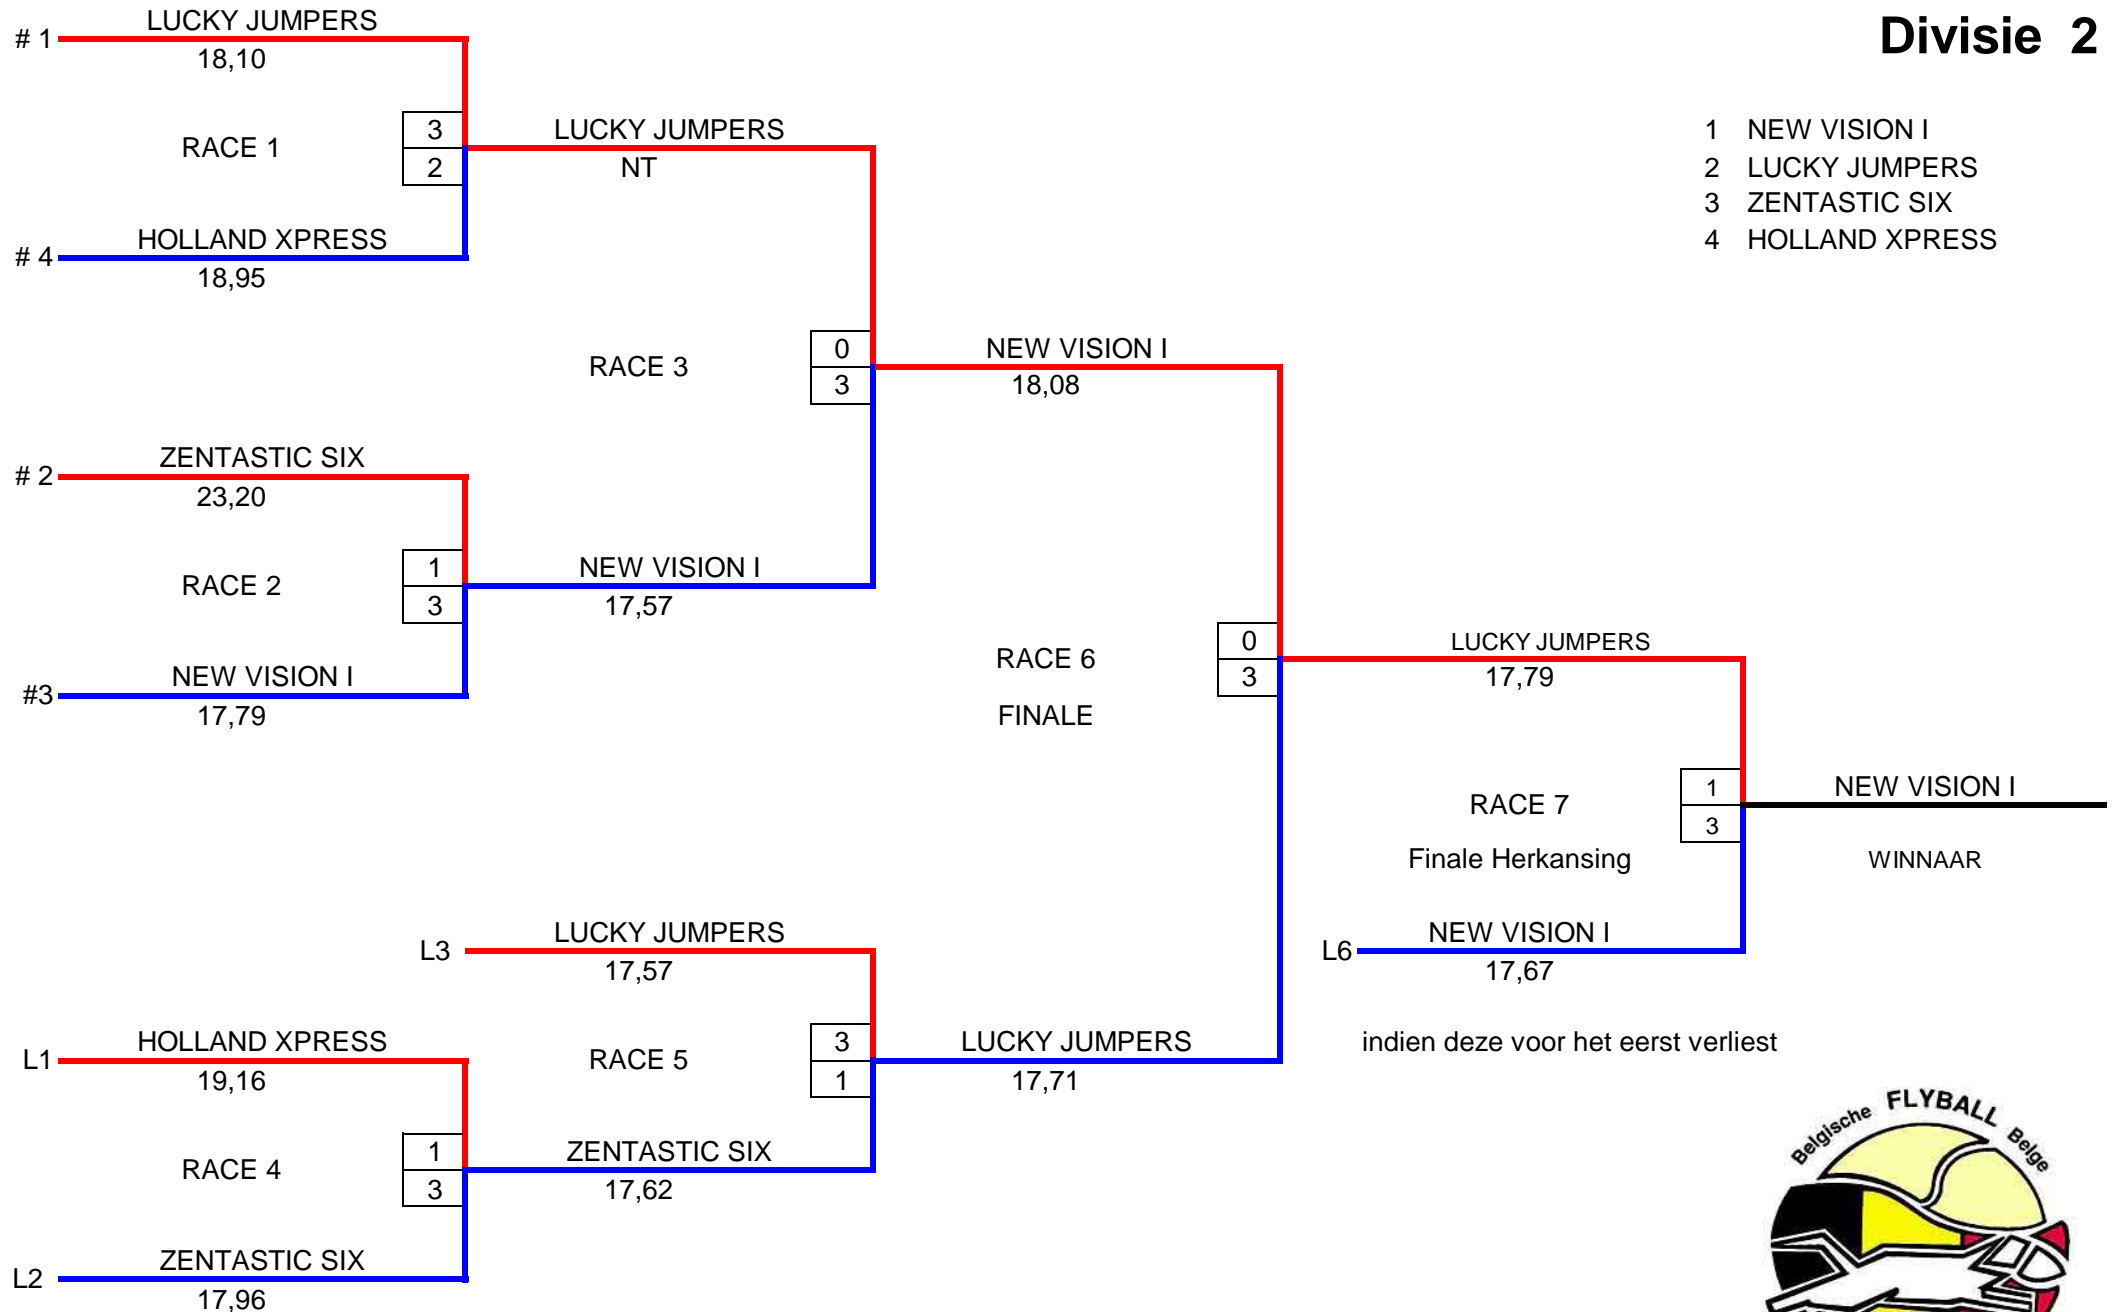 Divisie 2
LUCKY JUMPERS
# 1
18,10
RACE 1
3
2
HOLLAND XPRESS
# 4
18,95
LUCKY JUMPERS
NT
1 NEW VISION I
2 LUCKY JUMPERS
3 ZENTASTIC SIX
4 HOLLAND XPRESS
RACE 3
0
3
NEW VISION I
18,08
ZENTASTIC SIX
# 2
23,20
RACE 2
1
3
NEW VISION I
17,57
NEW VISION I
#3
17,79
RACE 6
0
3
FINALE
LUCKY JUMPERS
17,79
RACE 7
1
3
Finale Herkansing
NEW VISION I
WINNAAR
L6
NEW VISION I
17,67
indien deze voor het eerst verliest
L3
LUCKY JUMPERS
17,57
RACE 5
3
1
LUCKY JUMPERS
17,71
L1
HOLLAND XPRESS
19,16
RACE 4
1
3
ZENTASTIC SIX
17,62
L2
ZENTASTIC SIX
17,96
Belgische FLYBALL Belge